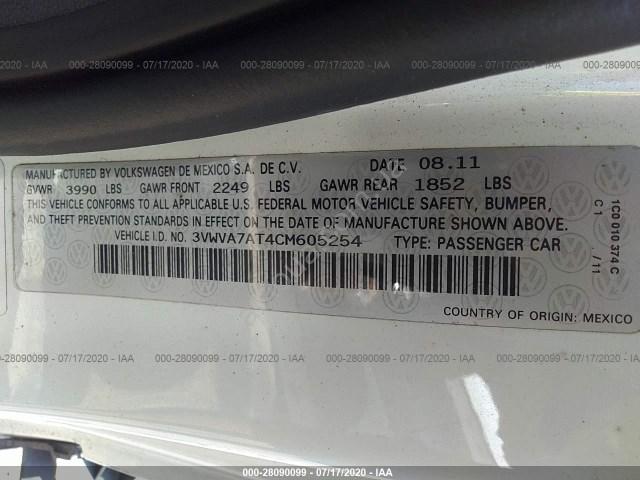 000-28090099 - 07/17/2020 - IAA 000-28090099 - 07/17/2020 - IAA 000-28090099 - 07/17/2020 - IAA
MANUFACTURED BY VOLKSWAGEN DE MEXICO S.A. DE C.V. DATE 08.11
GVWR 3990 LBS GAWR FRONT 2249 LBS GAWR REAR 1852 LBS
THIS VEHICLE CONFORMS TO ALL APPLICABLE U.S. FEDERAL MOTOR VEHICLE SAFETY, BUMPER,
AND THEFT PREVENTION STANDARDS IN EFFECT ON THE DATE OF MANUFACTURE SHOWN ABOVE.
VEHICLE I.D. NO. 3VWVA7AT4CM605254 TYPE: PASSENGER CAR
1C0 010 374 C
C1 /11
COUNTRY OF ORIGIN: MEXICO
000-28090099 - 07/17/2020 - IAA 000-28090099 - 07/17/2020 - IAA 000-28090099 - 07/17/2020 - IAA
000-28090099 - 07/17/2020 - IAA